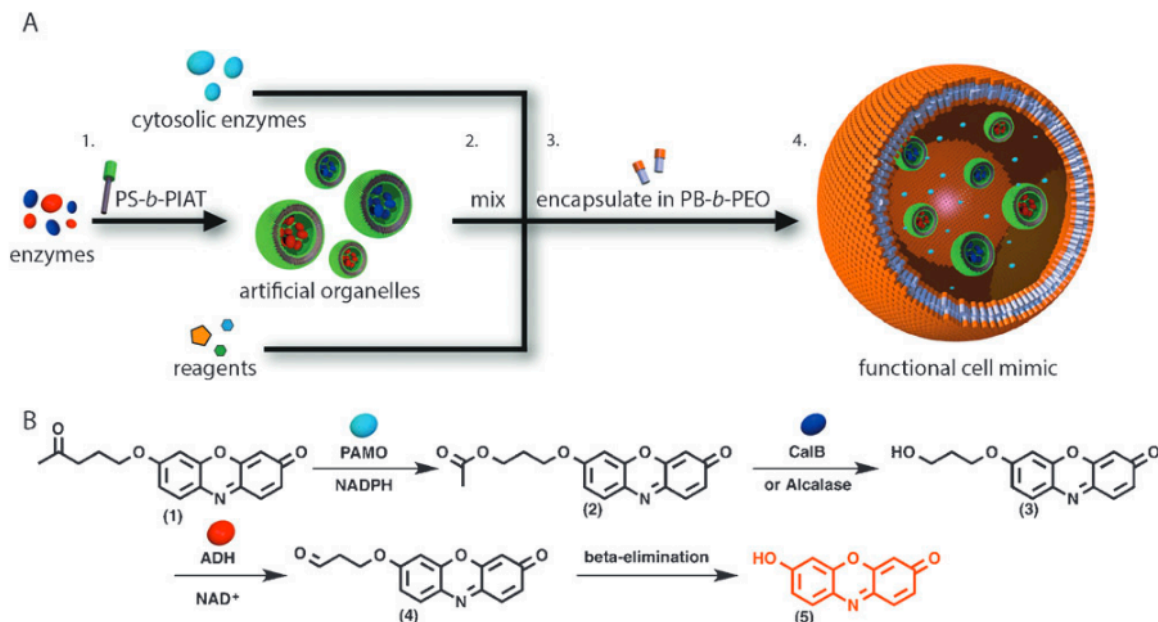 A
cytosolic enzymes
1.
2.
3.
4.
PS-b-PIAT
mix
encapsulate in PB-b-PEO
enzymes
artificial organelles
reagents
functional cell mimic
B
O
O
O
O
N
(1)
PAMO
NADPH
O
O
O
O
O
N
(2)
CalB
or Alcalase
HO
O
O
O
N
(3)
ADH
NAD+
O
O
O
O
N
(4)
beta-elimination
HO
O
O
N
(5)